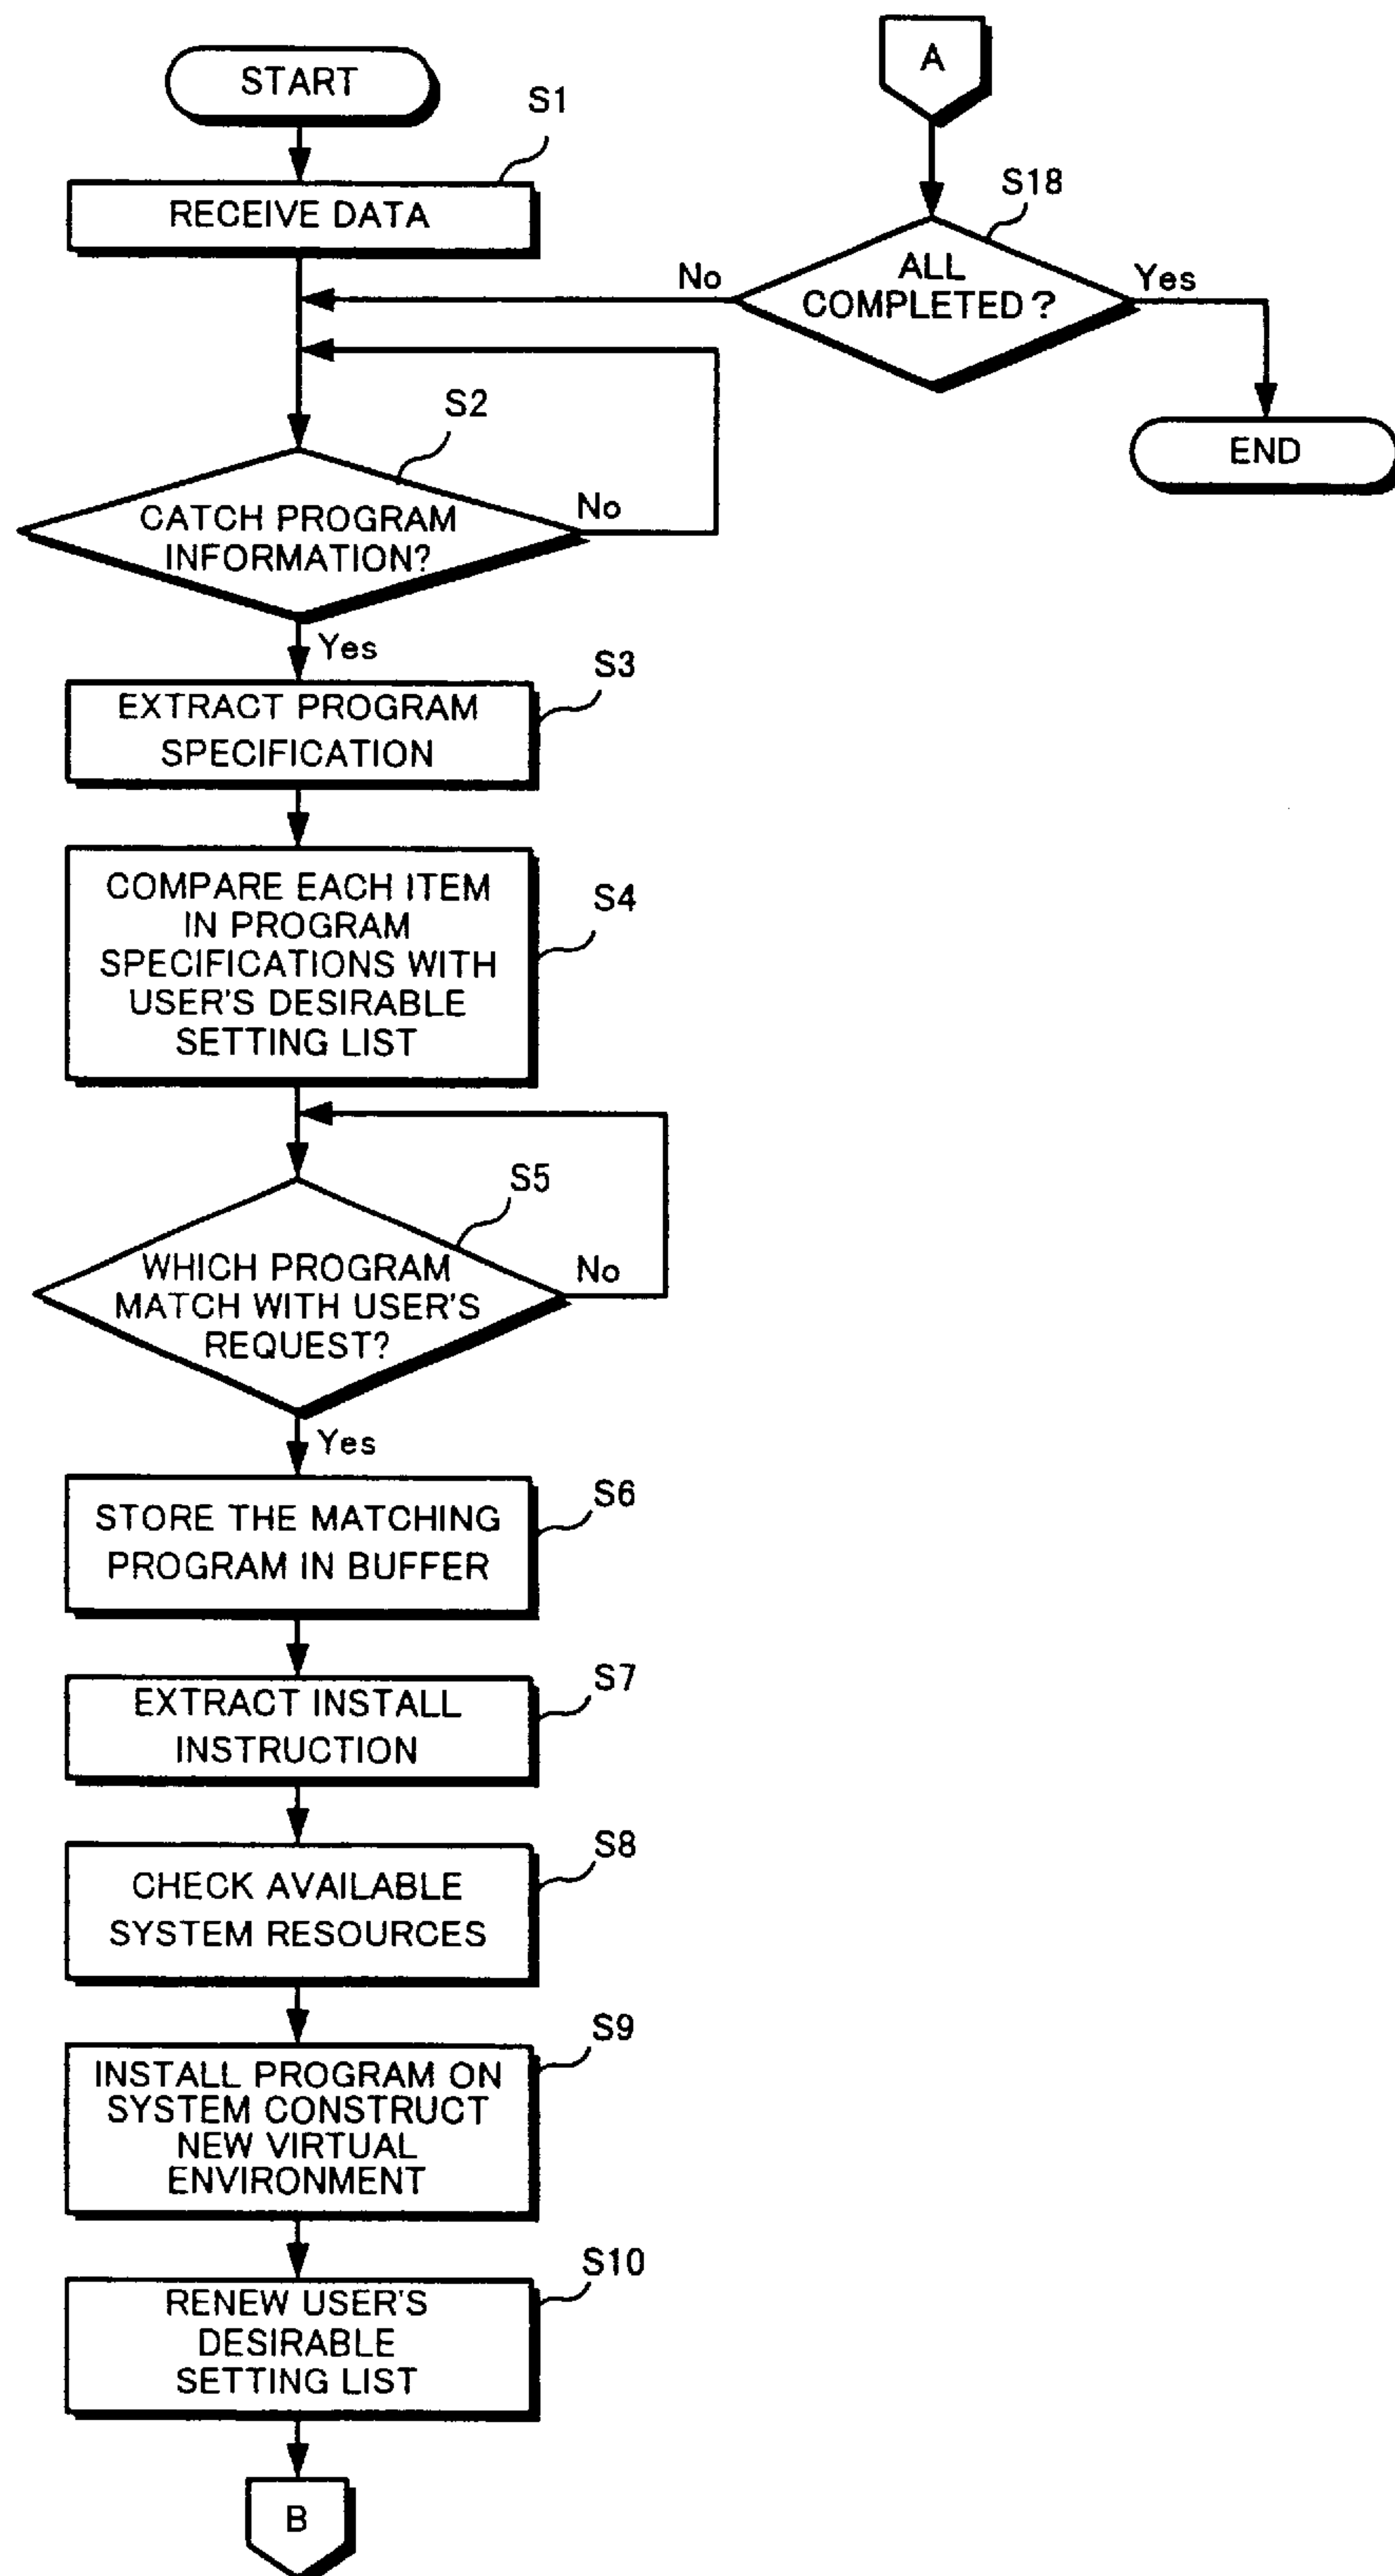 START
S1
RECEIVE DATA
A
S18
ALL
COMPLETED ?
No
Yes
END
S2
CATCH PROGRAM
INFORMATION?
No
Yes
S3
EXTRACT PROGRAM
SPECIFICATION
S4
COMPARE EACH ITEM
IN PROGRAM
SPECIFICATIONS WITH
USER'S DESIRABLE
SETTING LIST
S5
WHICH PROGRAM
MATCH WITH USER'S
REQUEST?
No
Yes
S6
STORE THE MATCHING
PROGRAM IN BUFFER
S7
EXTRACT INSTALL
INSTRUCTION
S8
CHECK AVAILABLE
SYSTEM RESOURCES
S9
INSTALL PROGRAM ON
SYSTEM CONSTRUCT
NEW VIRTUAL
ENVIRONMENT
S10
RENEW USER'S
DESIRABLE
SETTING LIST
B